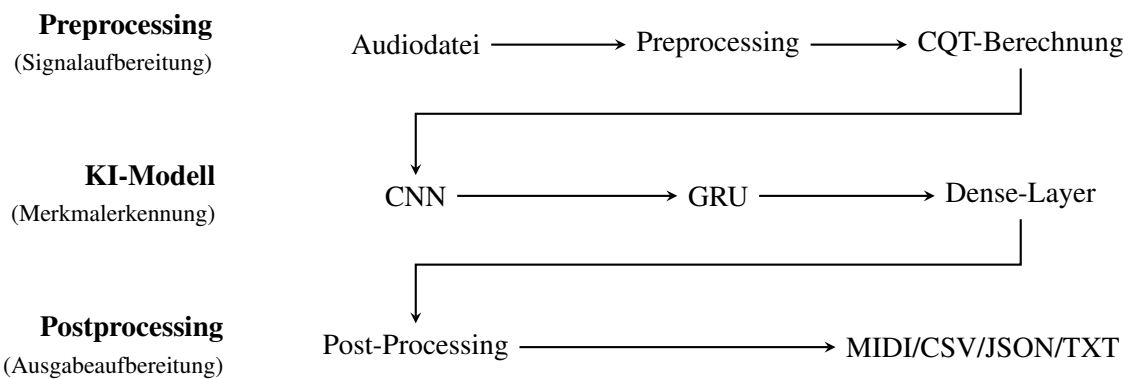 Preprocessing
(Signalaufbereitung)
Audiodatei Preprocessing CQT-Berechnung
KI-Modell
(Merkmalerkennung)
CNN GRU Dense-Layer
Postprocessing
(Ausgabeaufbereitung)
Post-Processing MIDI/CSV/JSON/TXT